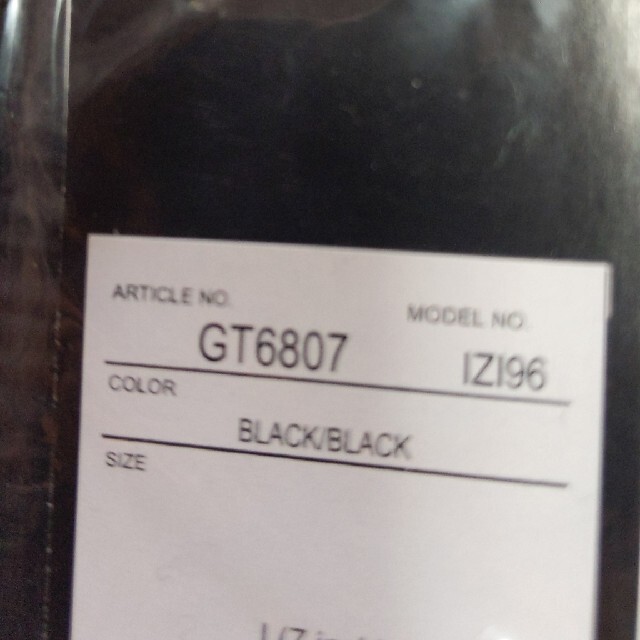 ARTICLE NO. MODEL NO.
GT6807 IZI96
COLOR
BLACK/BLACK
SIZE